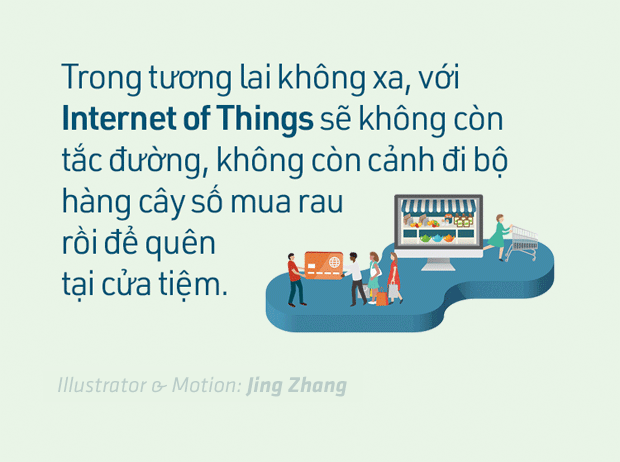 Trong tương lai không xa, với
Internet of Things sẽ không còn
tắc đường, không còn cảnh đi bộ
hàng cây số mua rau
rồi để quên
tại cửa tiệm.
Illustrator & Motion: Jing Zhang